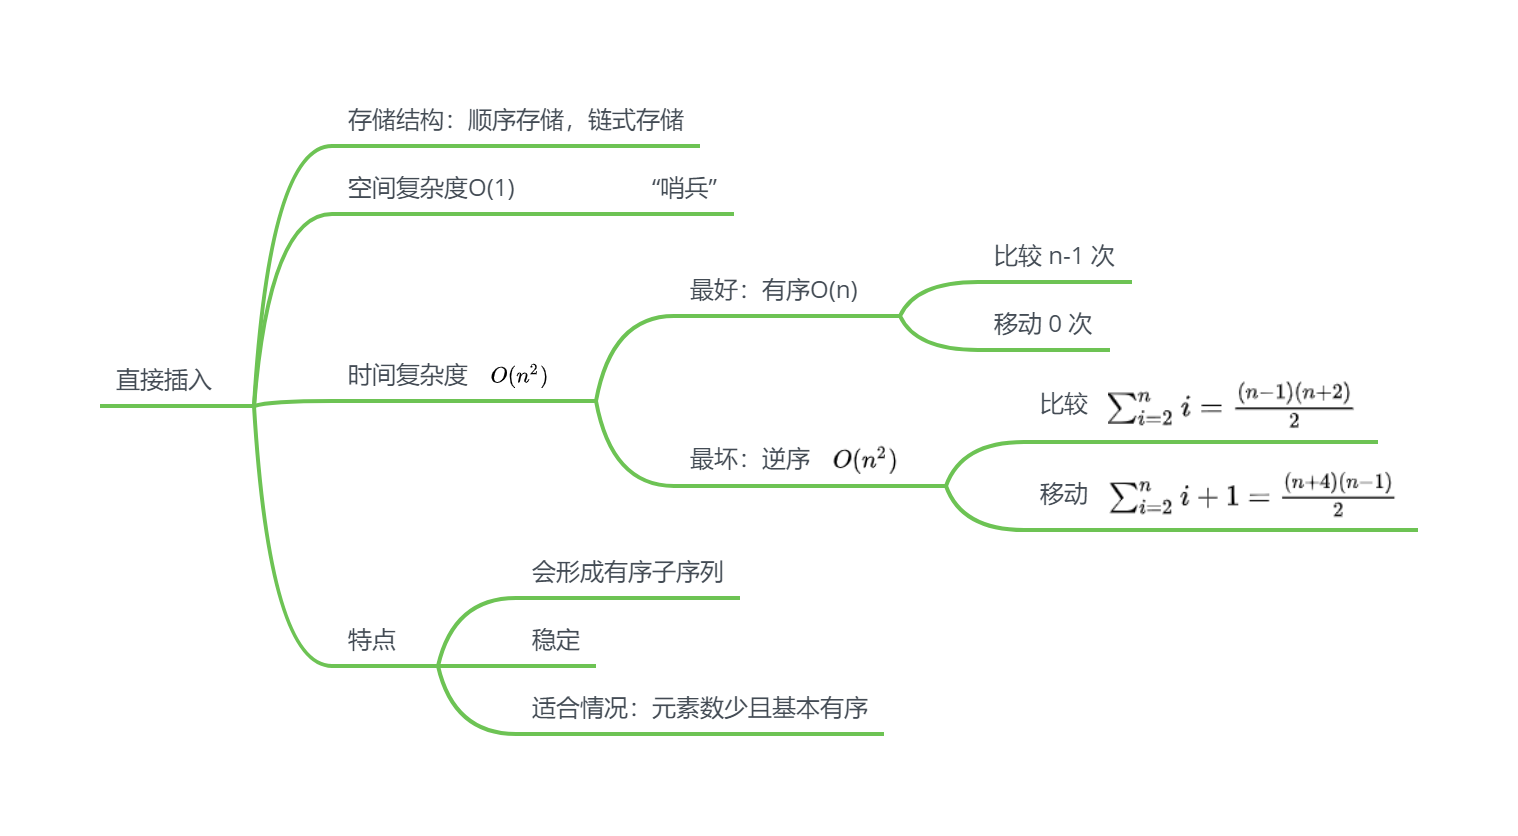 直接插入
存储结构：顺序存储，链式存储
空间复杂度O(1) “哨兵”
时间复杂度 $O(n^2)$
最好：有序O(n)
比较 n-1 次
移动 0 次
最坏：逆序 $O(n^2)$
比较 $\sum_{i=2}^{n} i = \frac{(n-1)(n+2)}{2}$
移动 $\sum_{i=2}^{n} i + 1 = \frac{(n+4)(n-1)}{2}$
特点
会形成有序子序列
稳定
适合情况：元素数少且基本有序